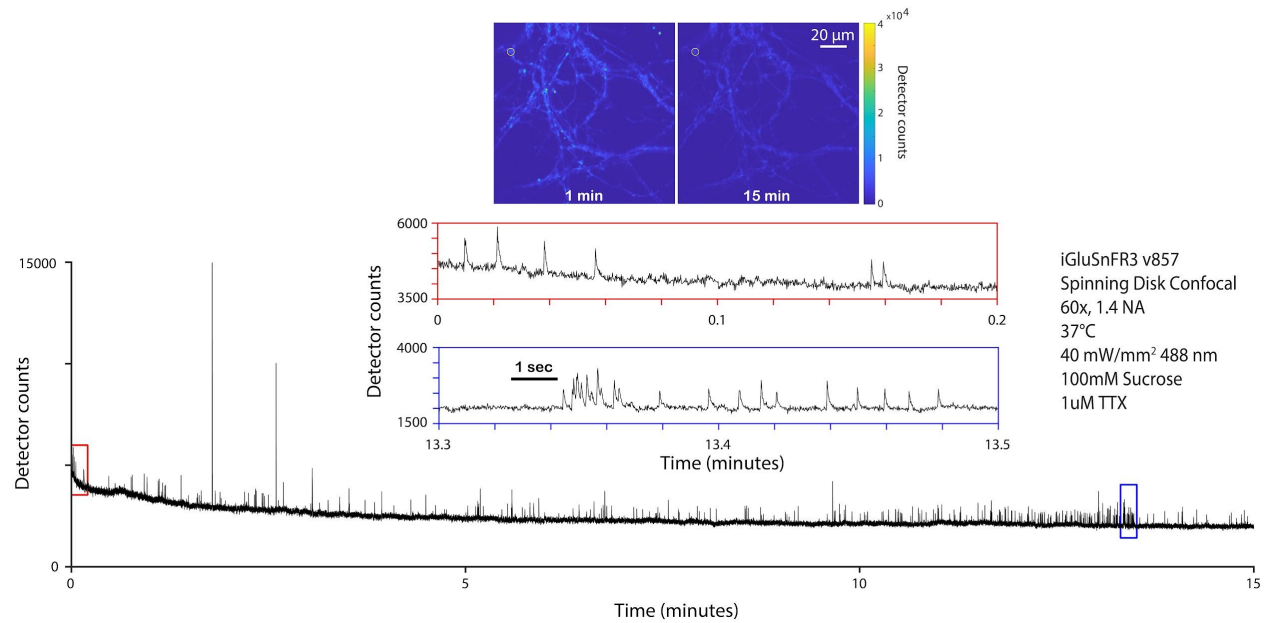 4 x10⁴
20 µm
3
2
1
0
Detector counts
1 min
15 min
6000
3500
0
0.1
0.2
Detector counts
4000
1500
1 sec
13.3
13.4
13.5
Time (minutes)
iGluSnFR3 v857
Spinning Disk Confocal
60x, 1.4 NA
37°C
40 mW/mm² 488 nm
100mM Sucrose
1uM TTX
15000
0
Detector counts
0
5
10
15
Time (minutes)